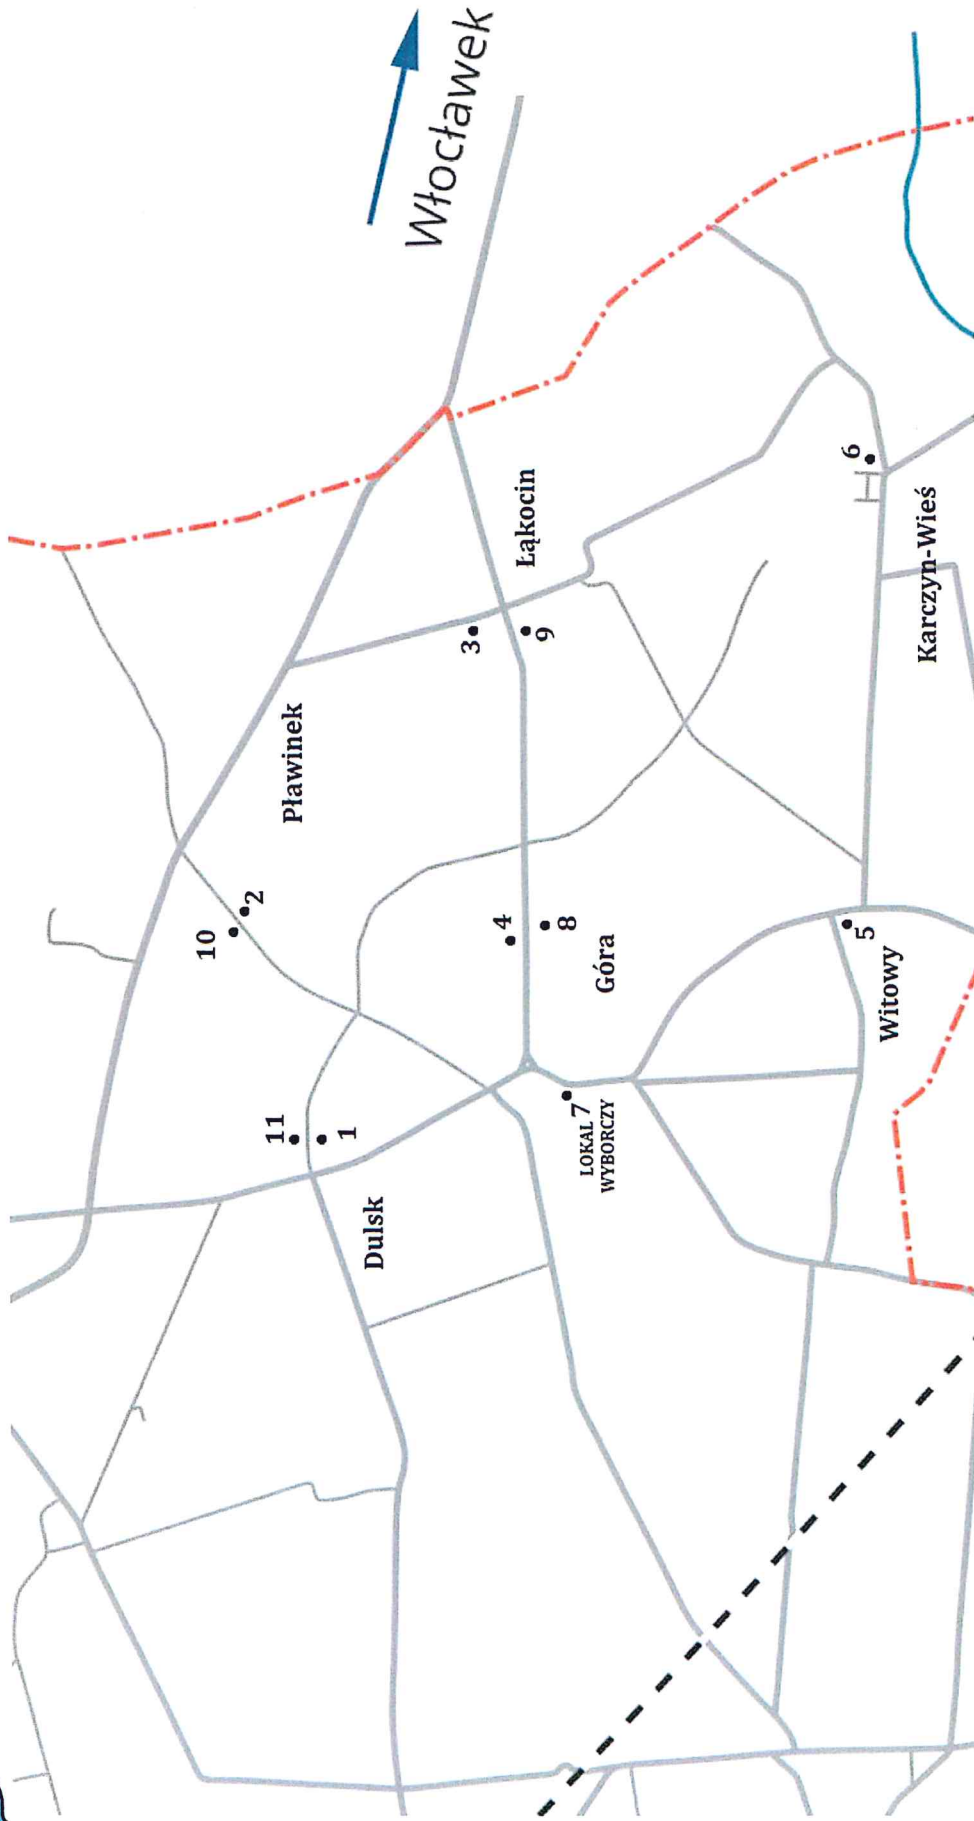 Włocławek
Pławinek
10
2
11
1
Dulsk
3
9
Łąkocin
4
8
Góra
7
LOKAL
WYBORCZY
5
Witowy
6
Karczyn-Wieś